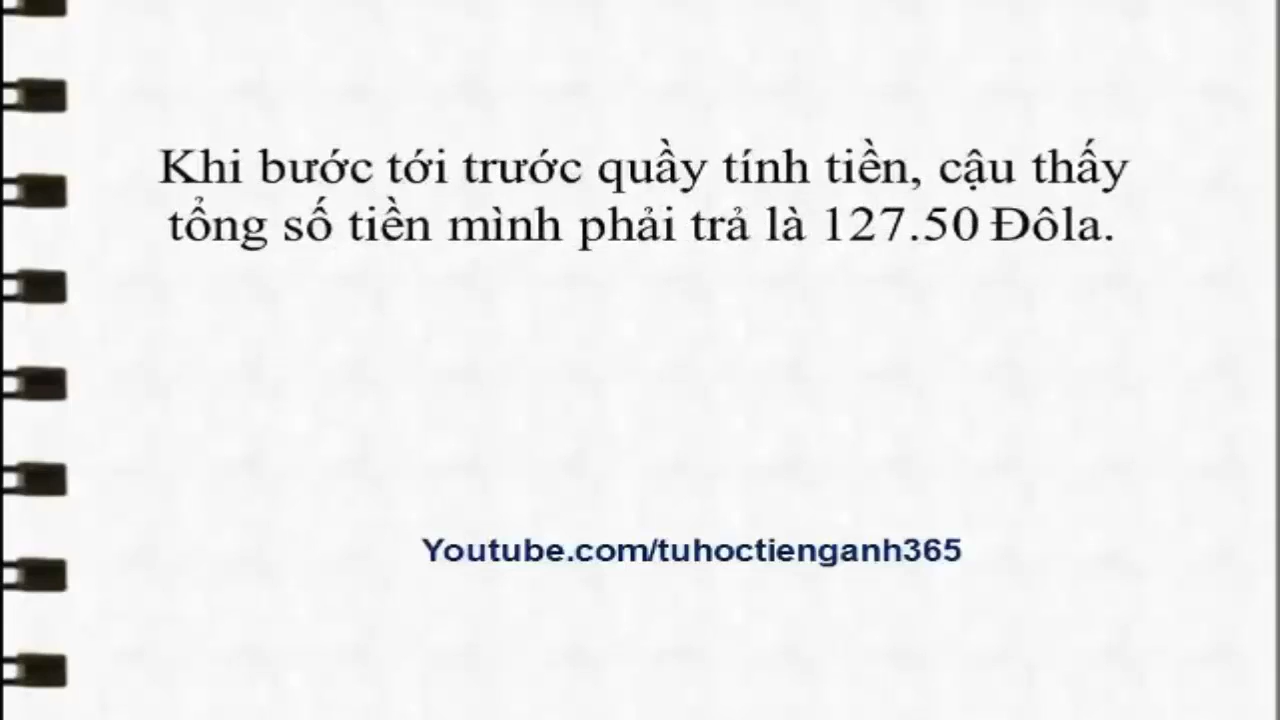 Khi bước tới trước quầy tính tiền, cậu thấy
tổng số tiền mình phải trả là 127.50 Đôla.
Youtube.com/tuhoctienganh365